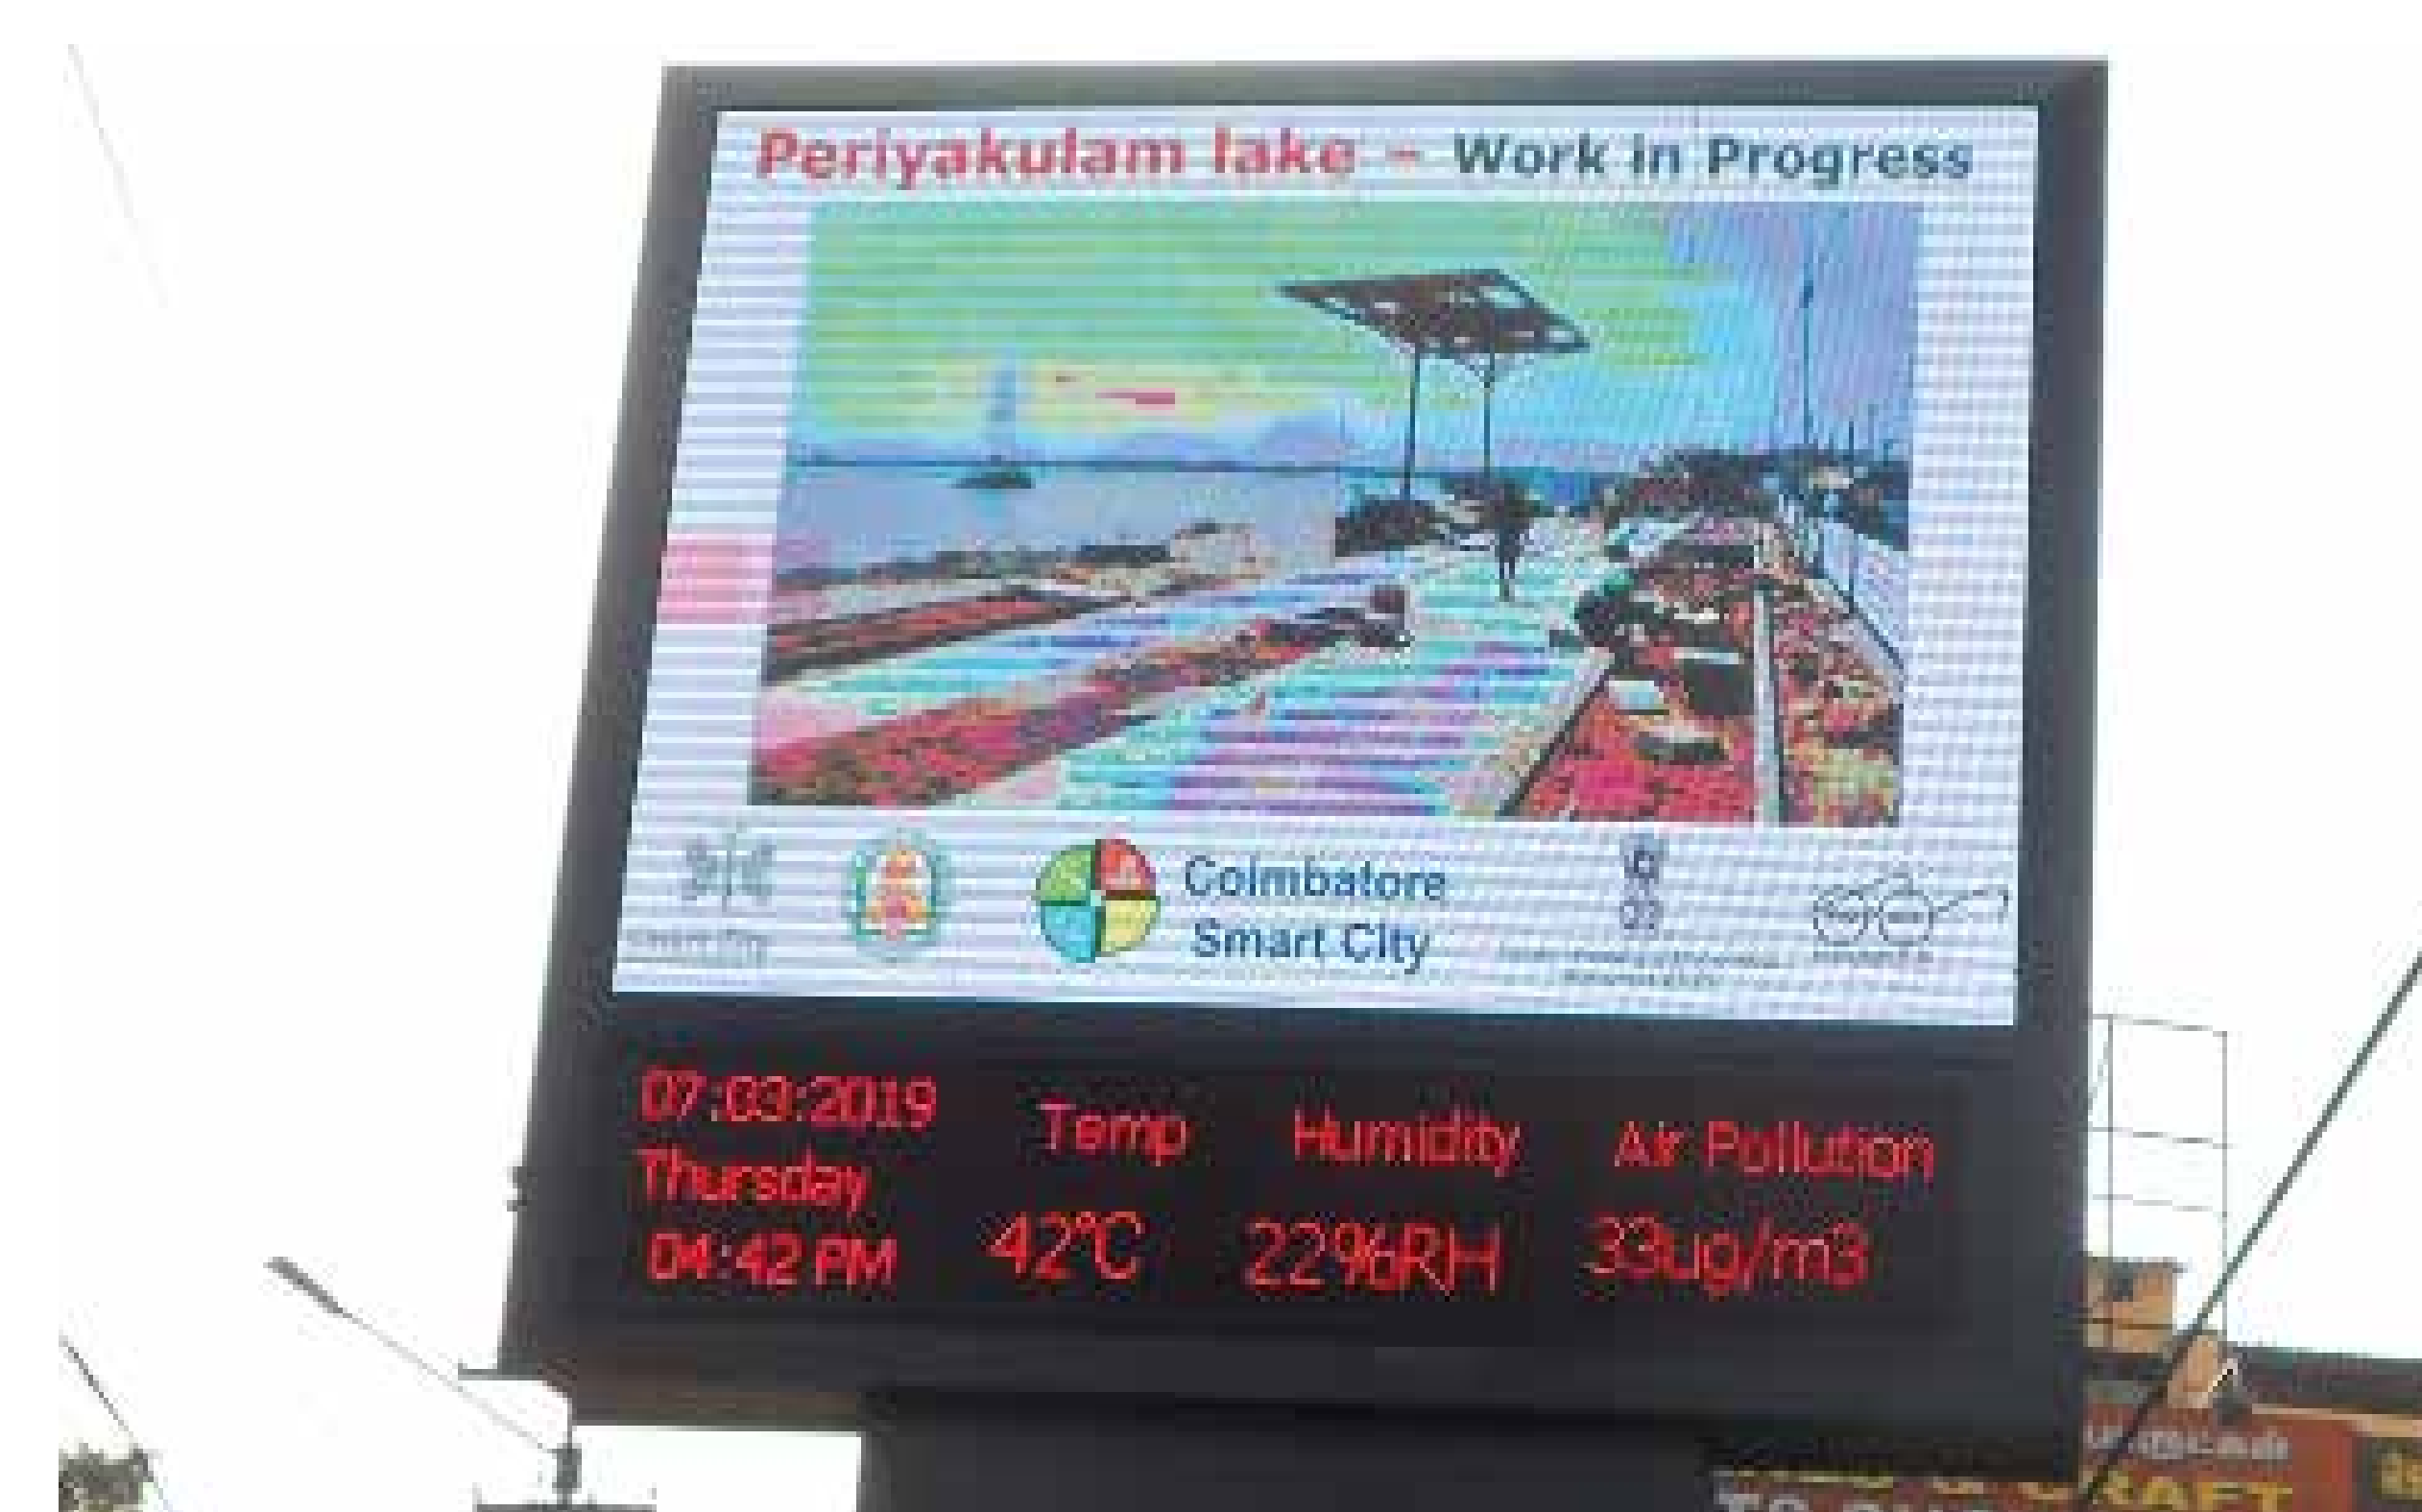 Periyakulam lake - Work in Progress
Coimbatore
Smart City
07:03:2019
Thursday
04:42 PM
Temp
42°C
Humidity
22%RH
Air Pollution
33ug/m3